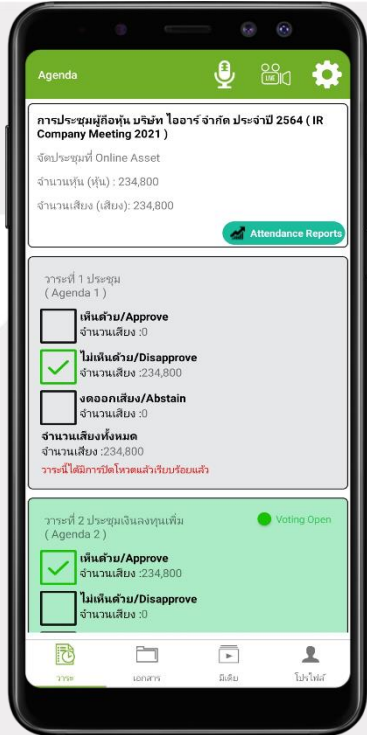 Agenda
LIVE
การประชุมผู้ถือหุ้น บริษัท ไออาร์ จำกัด ประจำปี 2564 ( IR
Company Meeting 2021 )
จัดประชุมที่ Online Asset
จำนวนหุ้น (หุ้น) : 234,800
จำนวนเสียง (เสียง): 234,800
Attendance Reports
วาระที่ 1 ประชุม
( Agenda 1 )
เห็นด้วย/Approve
จำนวนเสียง :0
ไม่เห็นด้วย/Disapprove
จำนวนเสียง :234,800
งดออกเสียง/Abstain
จำนวนเสียง :0
จำนวนเสียงทั้งหมด
จำนวนเสียง :234,800
วาระนี้ได้มีการปิดโหวตแล้วเรียบร้อยแล้ว
วาระที่ 2 ประชุมเงินลงทุนเพิ่ม
Voting Open
( Agenda 2 )
เห็นด้วย/Approve
จำนวนเสียง :234,800
ไม่เห็นด้วย/Disapprove
จำนวนเสียง :0
วาระ
เอกสาร
มีเดีย
โปรไฟล์